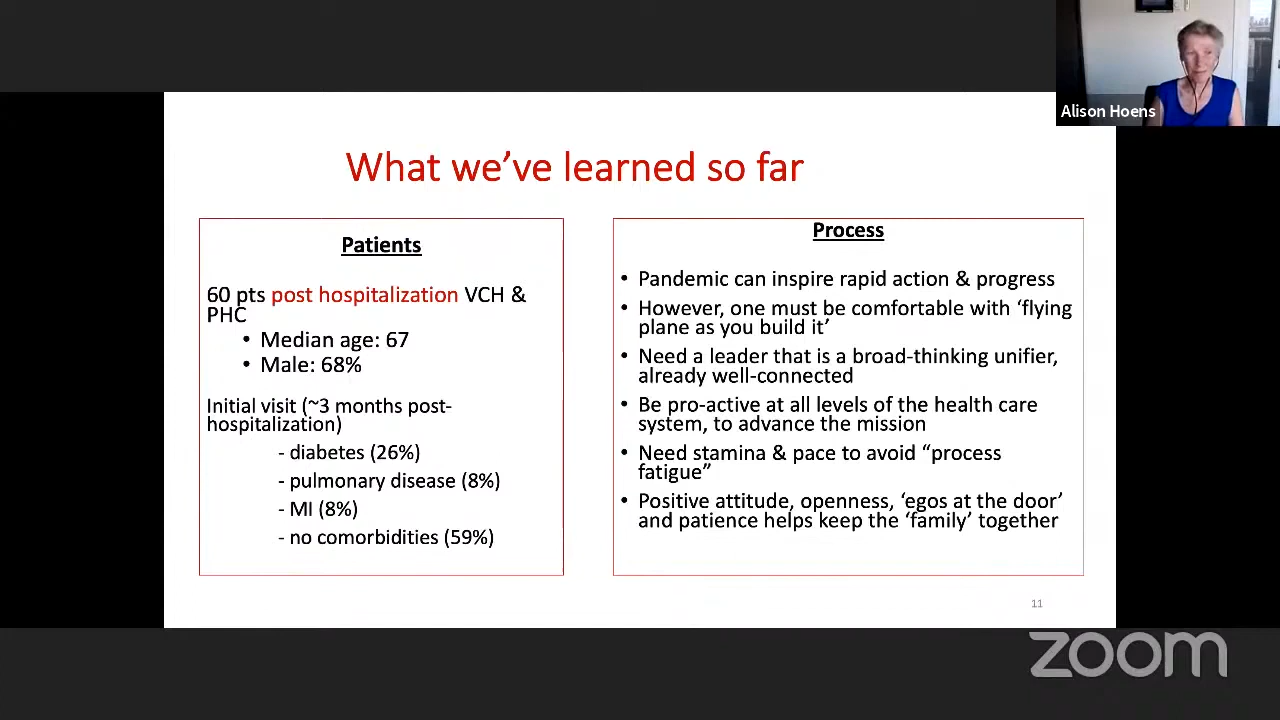 Alison Hoens
What we've learned so far
Patients
60 pts post hospitalization VCH &
PHC
• Median age: 67
• Male: 68%
Initial visit (~3 months post-
hospitalization)
- diabetes (26%)
- pulmonary disease (8%)
- MI (8%)
- no comorbidities (59%)
Process
• Pandemic can inspire rapid action & progress
• However, one must be comfortable with ‘flying
plane as you build it’
• Need a leader that is a broad-thinking unifier,
already well-connected
• Be pro-active at all levels of the health care
system, to advance the mission
• Need stamina & pace to avoid “process
fatigue”
• Positive attitude, openness, ‘egos at the door’
and patience helps keep the ‘family’ together
11
zoom